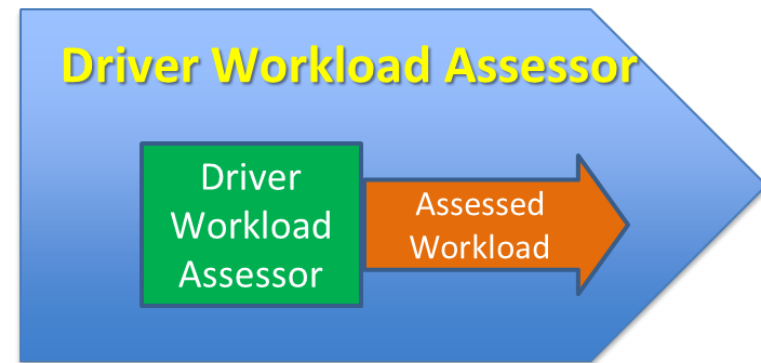 Driver Workload Assessor
Driver
Workload
Assessor
Assessed
Workload